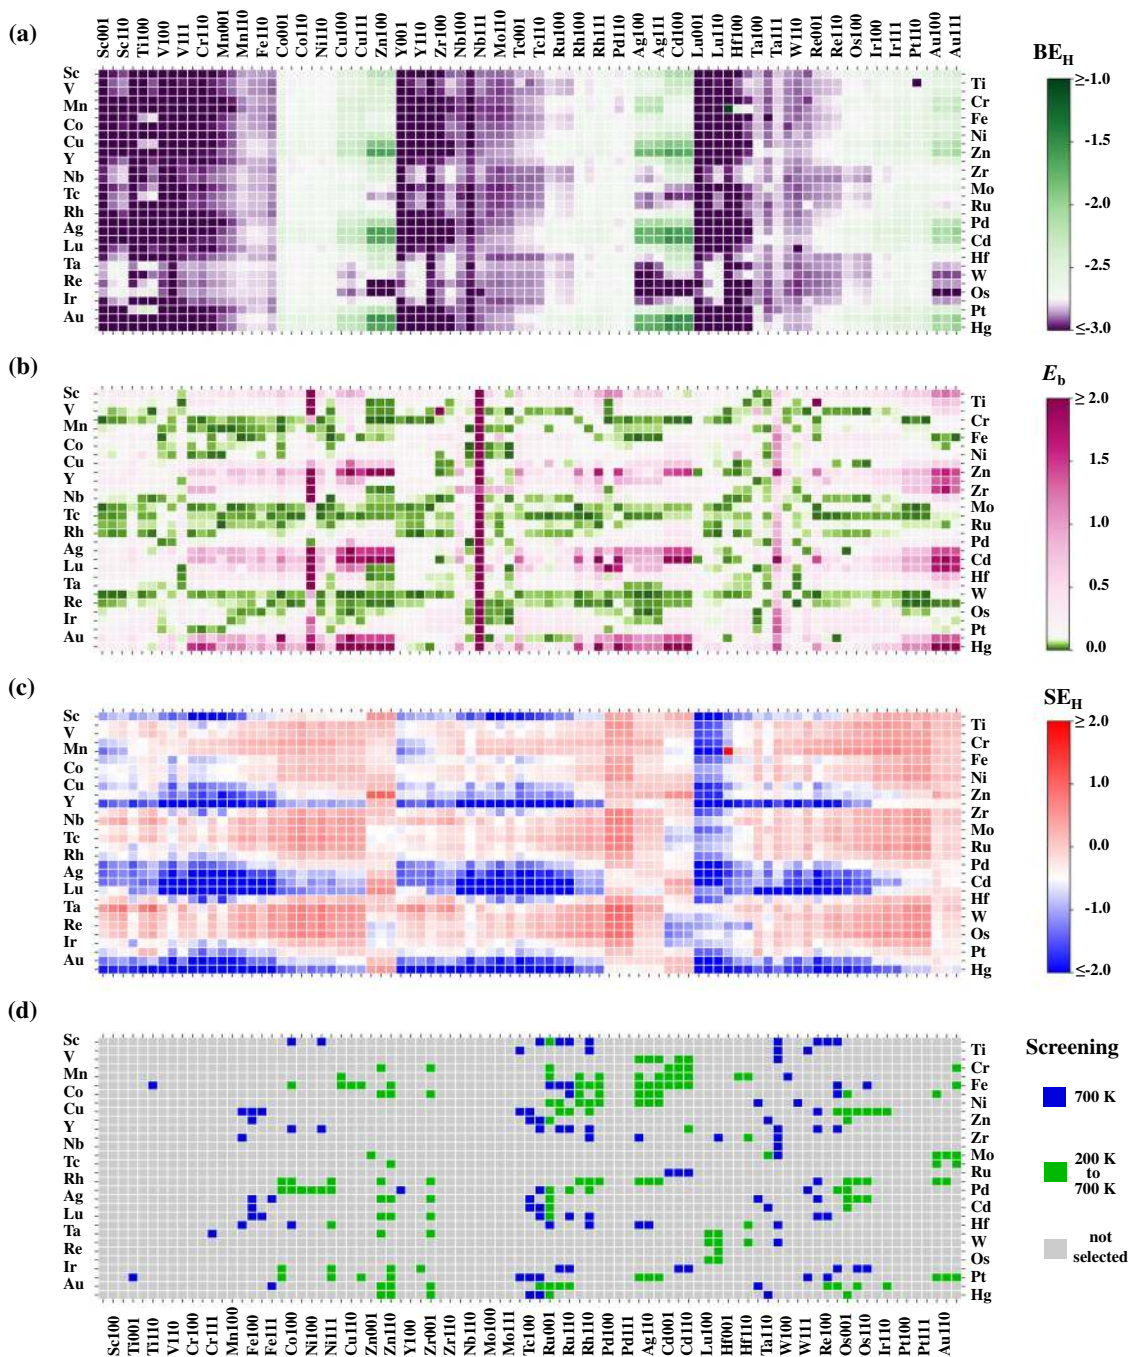 (a)
Sc001
Sc110
Ti100
V100
V111
Cr110
Mn001
Mn110
Fe110
Co001
Co110
Ni110
Cu100
Cu111
Zn100
Y001
Y110
Zr100
Nb100
Nb111
Mo110
Tc001
Tc110
Ru100
Rh100
Rh111
Pd110
Ag100
Ag111
Cd100
Lu001
Lu110
Hf100
Ta100
Ta111
W110
Re001
Re110
Os100
Ir100
Ir111
Pt110
Au100
Au111
Sc
V
Mn
Co
Cu
Y
Nb
Tc
Rh
Ag
Lu
Ta
Re
Ir
Au
Ti
Cr
Fe
Ni
Zn
Zr
Mo
Ru
Pd
Cd
Hf
W
Os
Pt
Hg
BE_H
≥-1.0
-1.5
-2.0
-2.5
≤-3.0
(b)
Sc
V
Mn
Co
Cu
Y
Nb
Tc
Rh
Ag
Lu
Ta
Re
Ir
Au
Ti
Cr
Fe
Ni
Zn
Zr
Mo
Ru
Pd
Cd
Hf
W
Os
Pt
Hg
E_b
≥ 2.0
1.5
1.0
0.5
0.0
(c)
Sc
V
Mn
Co
Cu
Y
Nb
Tc
Rh
Ag
Lu
Ta
Re
Ir
Au
Ti
Cr
Fe
Ni
Zn
Zr
Mo
Ru
Pd
Cd
Hf
W
Os
Pt
Hg
SE_H
≥ 2.0
1.0
0.0
-1.0
≤-2.0
(d)
Sc
V
Mn
Co
Cu
Y
Nb
Tc
Rh
Ag
Lu
Ta
Re
Ir
Au
Ti
Cr
Fe
Ni
Zn
Zr
Mo
Ru
Pd
Cd
Hf
W
Os
Pt
Hg
Screening
700 K
200 K
to
700 K
not
selected
Sc100
Ti001
Ti110
V110
Cr100
Cr111
Mn100
Fe100
Fe111
Co100
Ni100
Ni111
Cu110
Zn001
Zn110
Y100
Zr001
Zr110
Nb110
Mo100
Mo111
Tc100
Ru001
Ru110
Rh110
Pd100
Pd111
Ag110
Cd001
Cd110
Lu100
Hf001
Hf110
Ta110
W100
W111
Re100
Os001
Os110
Ir110
Pt100
Pt111
Au110